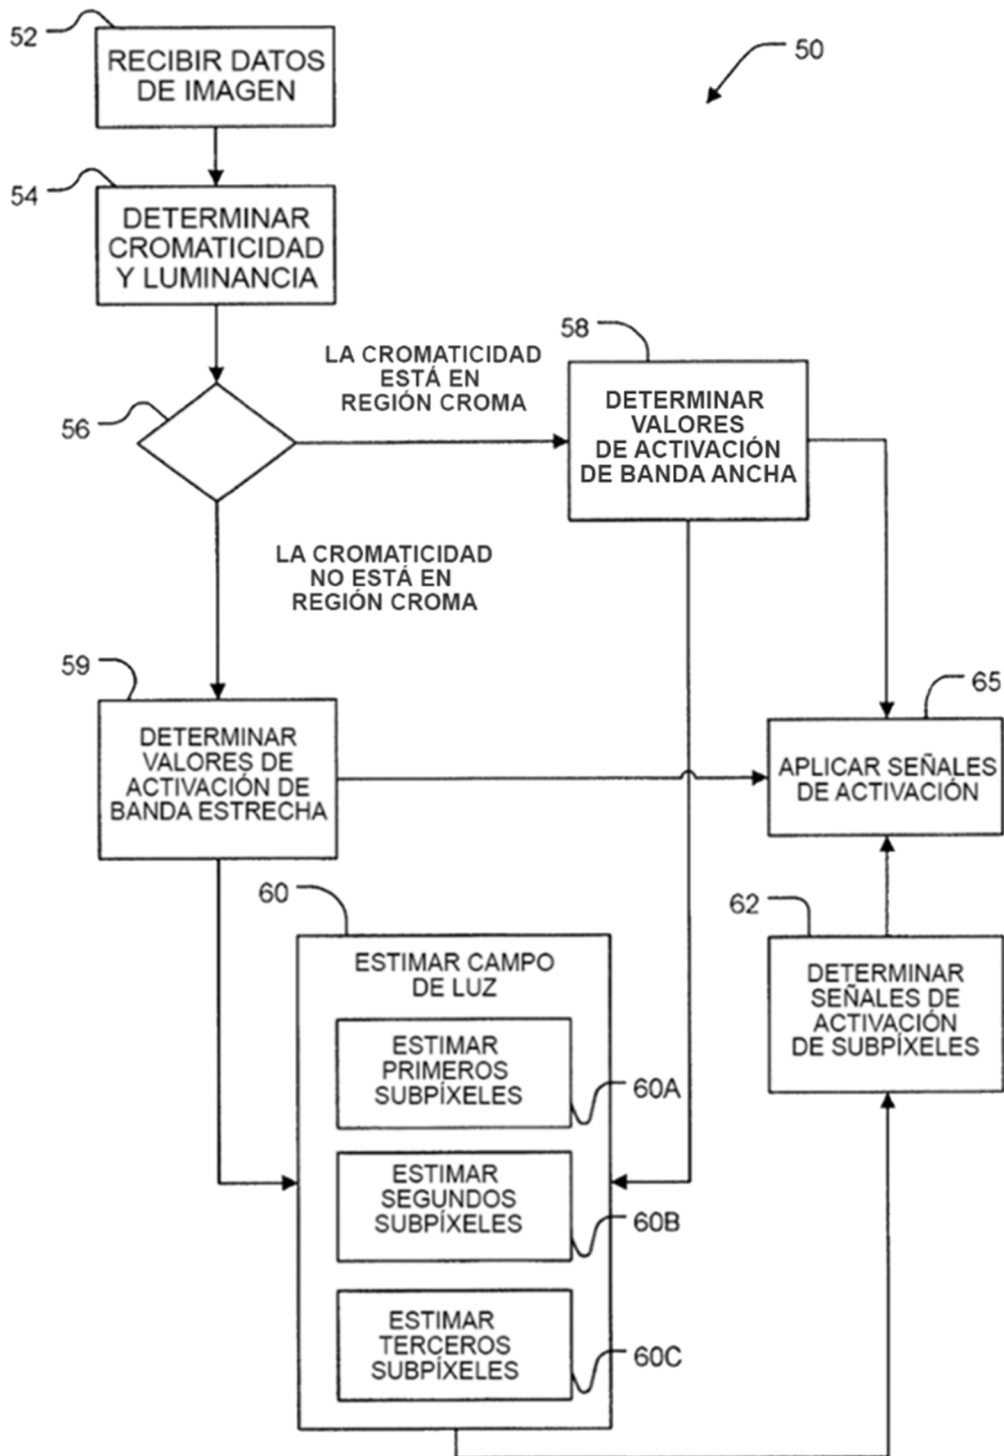 52
RECIBIR DATOS
DE IMAGEN
50
54
DETERMINAR
CROMATICIDAD
Y LUMINANCIA
56
LA CROMATICIDAD
ESTÁ EN
REGIÓN CROMA
58
DETERMINAR
VALORES
DE ACTIVACIÓN
DE BANDA ANCHA
LA CROMATICIDAD
NO ESTÁ EN
REGIÓN CROMA
59
DETERMINAR
VALORES DE
ACTIVACIÓN DE
BANDA ESTRECHA
65
APLICAR SEÑALES
DE ACTIVACIÓN
60
ESTIMAR CAMPO
DE LUZ
ESTIMAR
PRIMEROS
SUBPÍXELES
60A
ESTIMAR
SEGUNDOS
SUBPÍXELES
60B
ESTIMAR
TERCEROS
SUBPÍXELES
60C
62
DETERMINAR
SEÑALES DE
ACTIVACIÓN
DE SUBPÍXELES